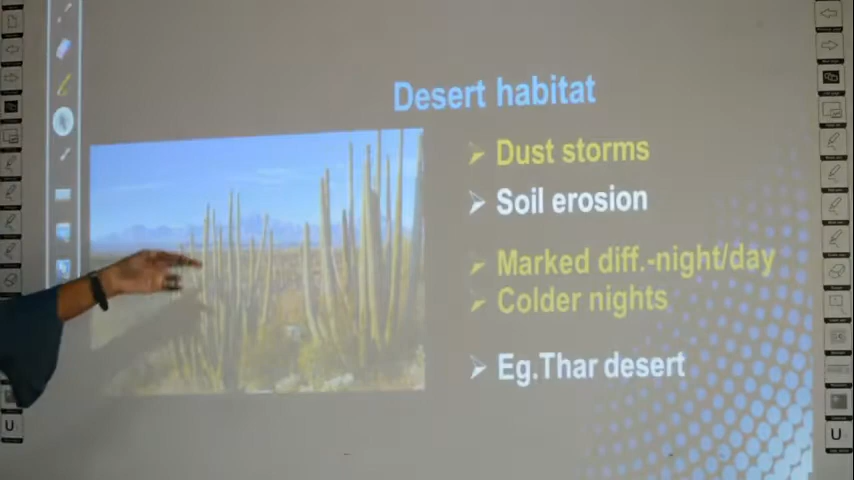 Desert habitat
Dust storms
Soil erosion
Marked diff.-night/day
Colder nights
Eg.Thar desert
U
U